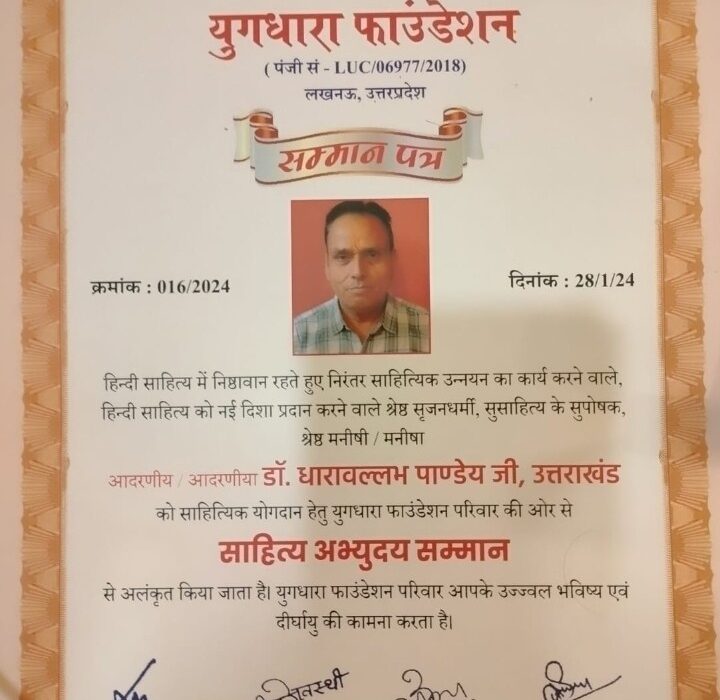 युगधारा फाउंडेशन
( पंजी सं - LUC/06977/2018)
लखनऊ, उत्तरप्रदेश
सम्मान पत्र
क्रमांक : 016/2024
दिनांक : 28/1/24
हिन्दी साहित्य में निष्ठावान रहते हुए निरंतर साहित्यिक उन्नयन का कार्य करने वाले,
हिन्दी साहित्य को नई दिशा प्रदान करने वाले श्रेष्ठ सृजनधर्मी, सुसाहित्य के सुपोषक,
श्रेष्ठ मनीषी / मनीषा
आदरणीय / आदरणीया डॉ. धारावल्लभ पाण्डेय जी, उत्तराखंड
को साहित्यिक योगदान हेतु युगधारा फाउंडेशन परिवार की ओर से
साहित्य अभ्युदय सम्मान
से अलंकृत किया जाता है। युगधारा फाउंडेशन परिवार आपके उज्ज्वल भविष्य एवं
दीर्घायु की कामना करता है।